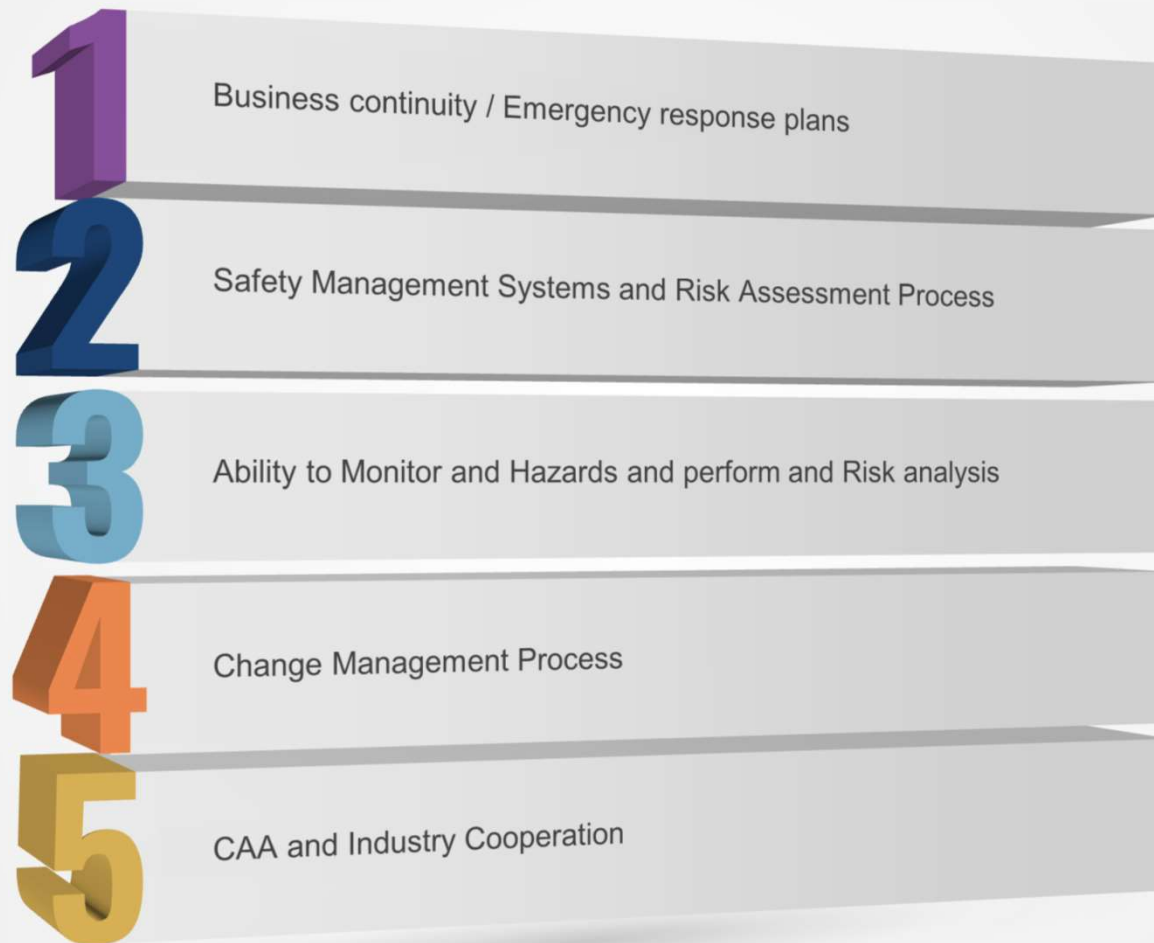 1
Business continuity / Emergency response plans
2
Safety Management Systems and Risk Assessment Process
3
Ability to Monitor and Hazards and perform and Risk analysis
4
Change Management Process
5
CAA and Industry Cooperation